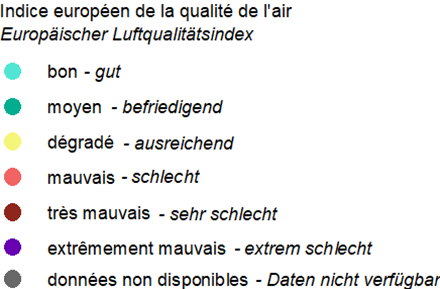 Indice européen de la qualité de l'air
Europäischer Luftqualitätsindex
bon - gut
moyen - befriedigend
dégradé - ausreichend
mauvais - schlecht
très mauvais - sehr schlecht
extrêmement mauvais - extrem schlecht
données non disponibles - Daten nicht verfügbar